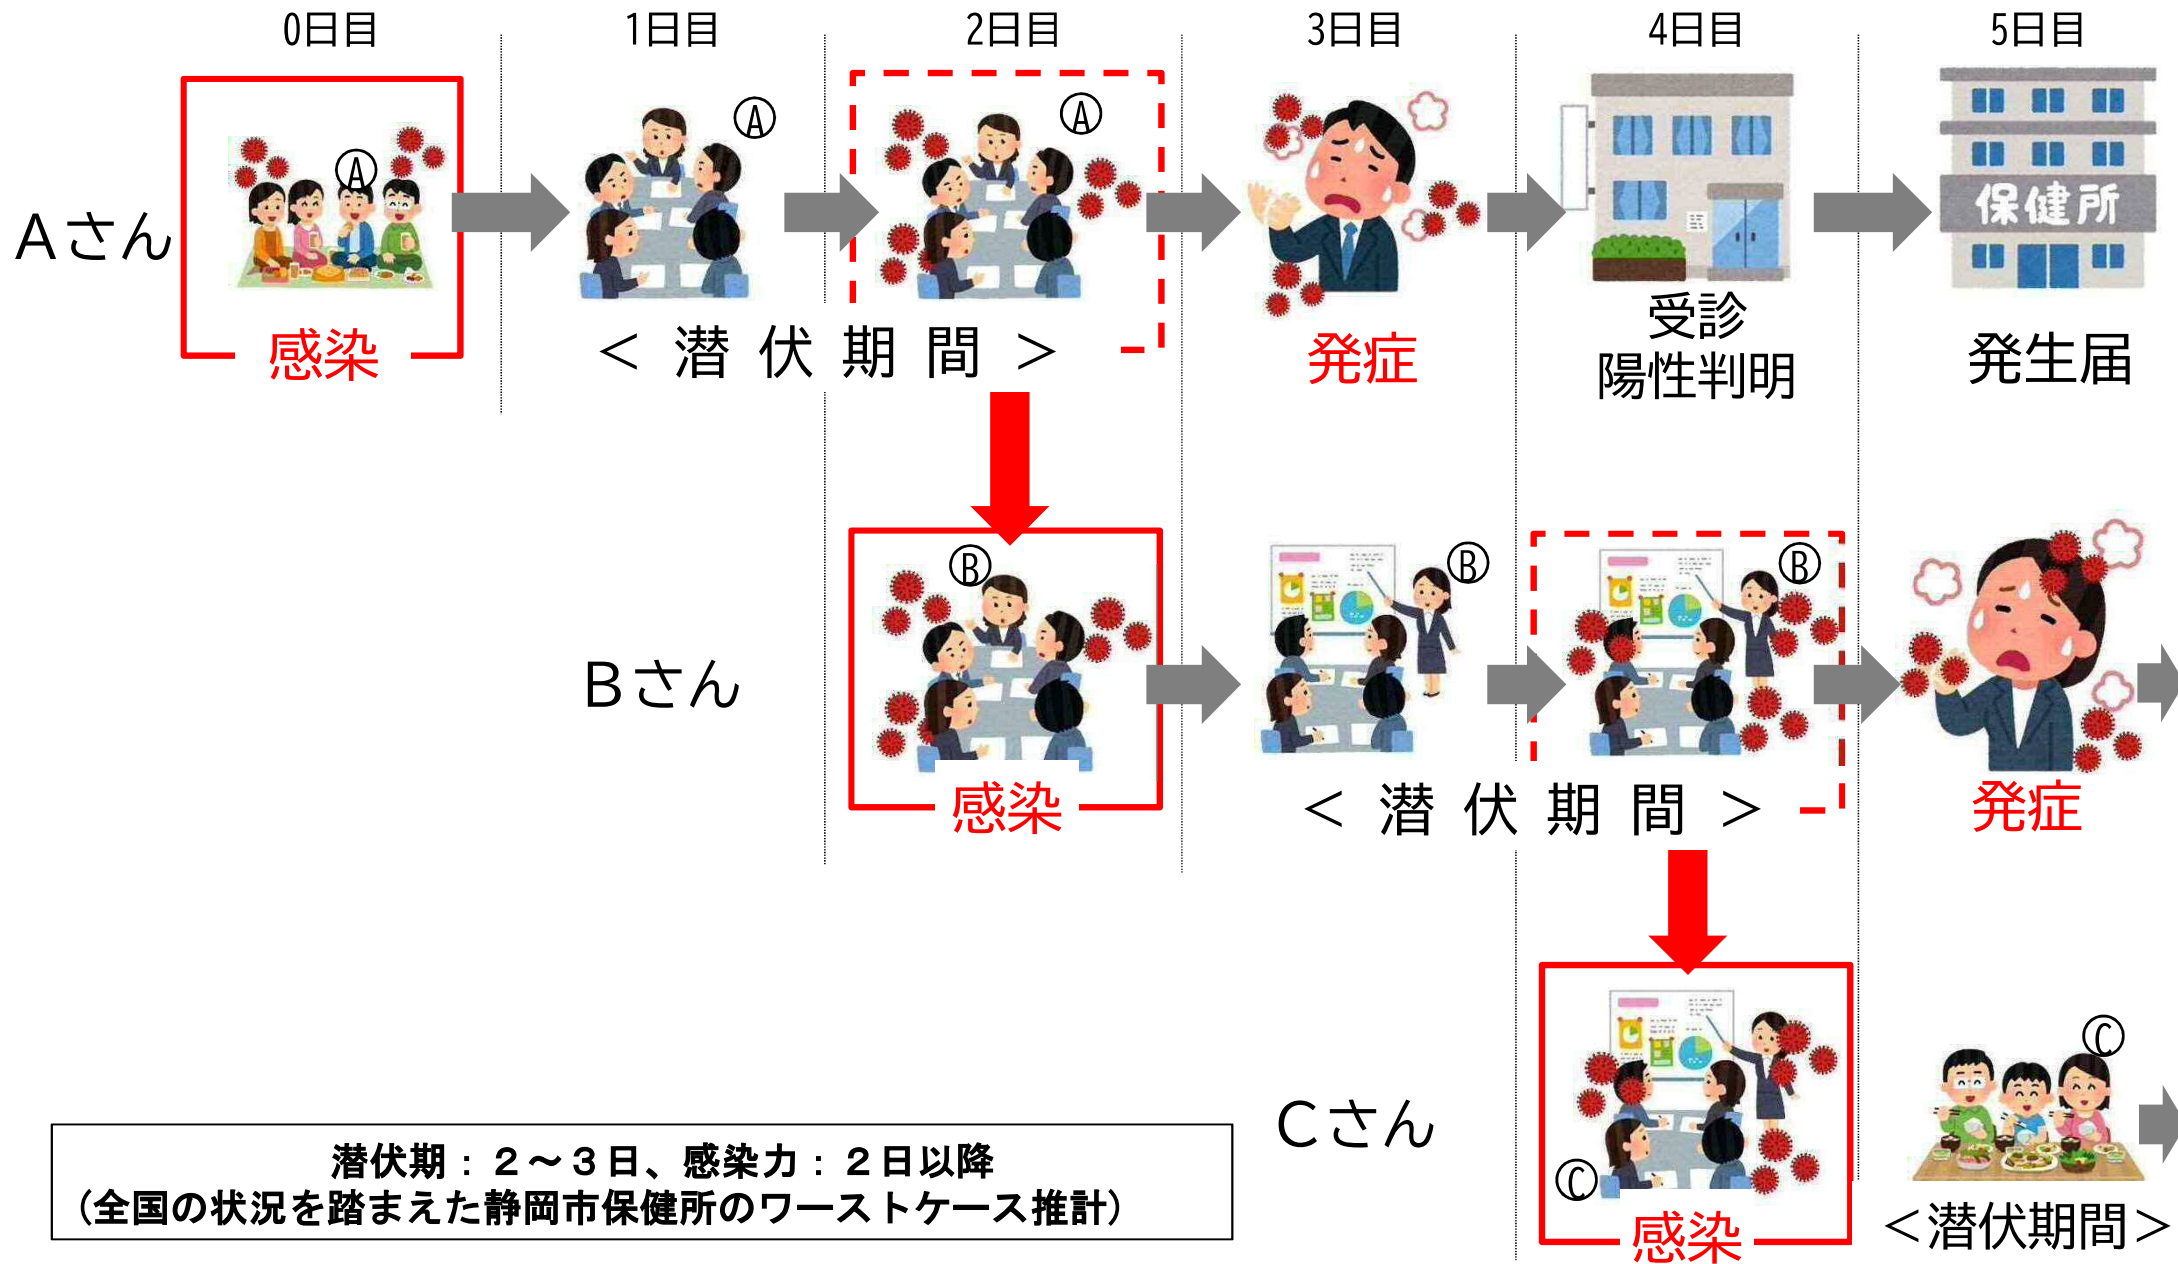 0日目
1日目
2日目
3日目
4日目
5日目
Aさん
Ⓐ
Ⓐ
Ⓐ
保健所
感染
＜潜伏期間＞
発症
受診
陽性判明
発生届
Bさん
Ⓑ
Ⓑ
Ⓑ
感染
＜潜伏期間＞
発症
Cさん
Ⓒ
Ⓒ
感染
＜潜伏期間＞
潜伏期：２～３日、感染力：２日以降
（全国の状況を踏まえた静岡市保健所のワーストケース推計）